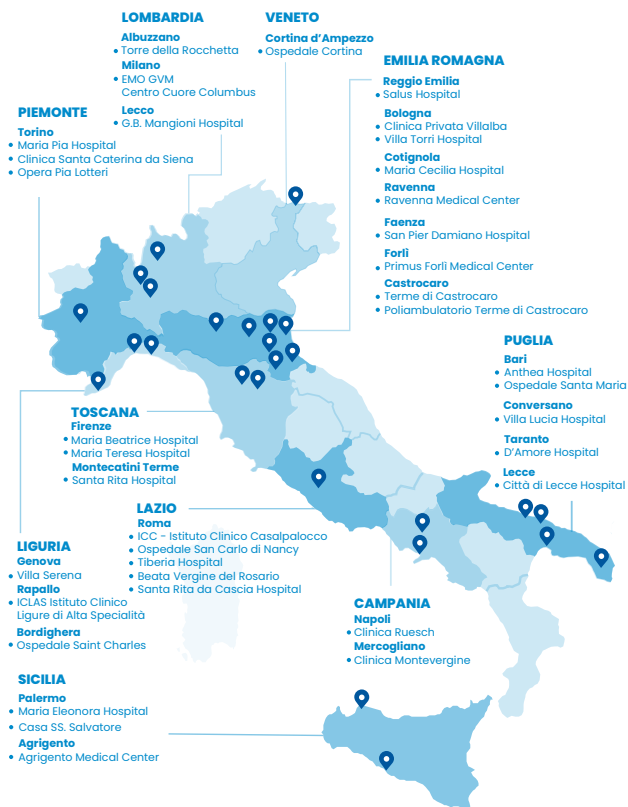 LOMBARDIA
Albuzzano
• Torre della Rocchetta
Milano
• EMO GVM
Centro Cuore Columbus
Lecco
• G.B. Mangioni Hospital
VENETO
Cortina d’Ampezzo
• Ospedale Cortina
EMILIA ROMAGNA
Reggio Emilia
• Salus Hospital
Bologna
• Clinica Privata Villalba
• Villa Torri Hospital
Cotignola
• Maria Cecilia Hospital
Ravenna
• Ravenna Medical Center
Faenza
• San Pier Damiano Hospital
Forlì
• Primus Forlì Medical Center
Castrocaro
• Terme di Castrocaro
• Poliambulatorio Terme di Castrocaro
PIEMONTE
Torino
• Maria Pia Hospital
• Clinica Santa Caterina da Siena
• Opera Pia Lotteri
PUGLIA
Bari
• Anthea Hospital
• Ospedale Santa Maria
Conversano
• Villa Lucia Hospital
Taranto
• D’Amore Hospital
Lecce
• Città di Lecce Hospital
TOSCANA
Firenze
• Maria Beatrice Hospital
• Maria Teresa Hospital
Montecatini Terme
• Santa Rita Hospital
LAZIO
Roma
• ICC - Istituto Clinico Casalpalocco
• Ospedale San Carlo di Nancy
• Tiberia Hospital
• Beata Vergine del Rosario
• Santa Rita da Cascia Hospital
LIGURIA
Genova
• Villa Serena
Rapallo
• ICLAS Istituto Clinico
Ligure di Alta Specialità
Bordighera
• Ospedale Saint Charles
CAMPANIA
Napoli
• Clinica Ruesch
Mercogliano
• Clinica Montevergine
SICILIA
Palermo
• Maria Eleonora Hospital
• Casa SS. Salvatore
Agrigento
• Agrigento Medical Center